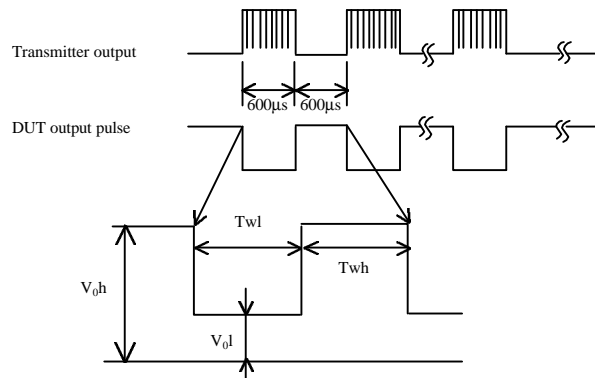 Transmitter output
600μs 600μs
DUT output pulse
Twl
Twh
V₀h
V₀l